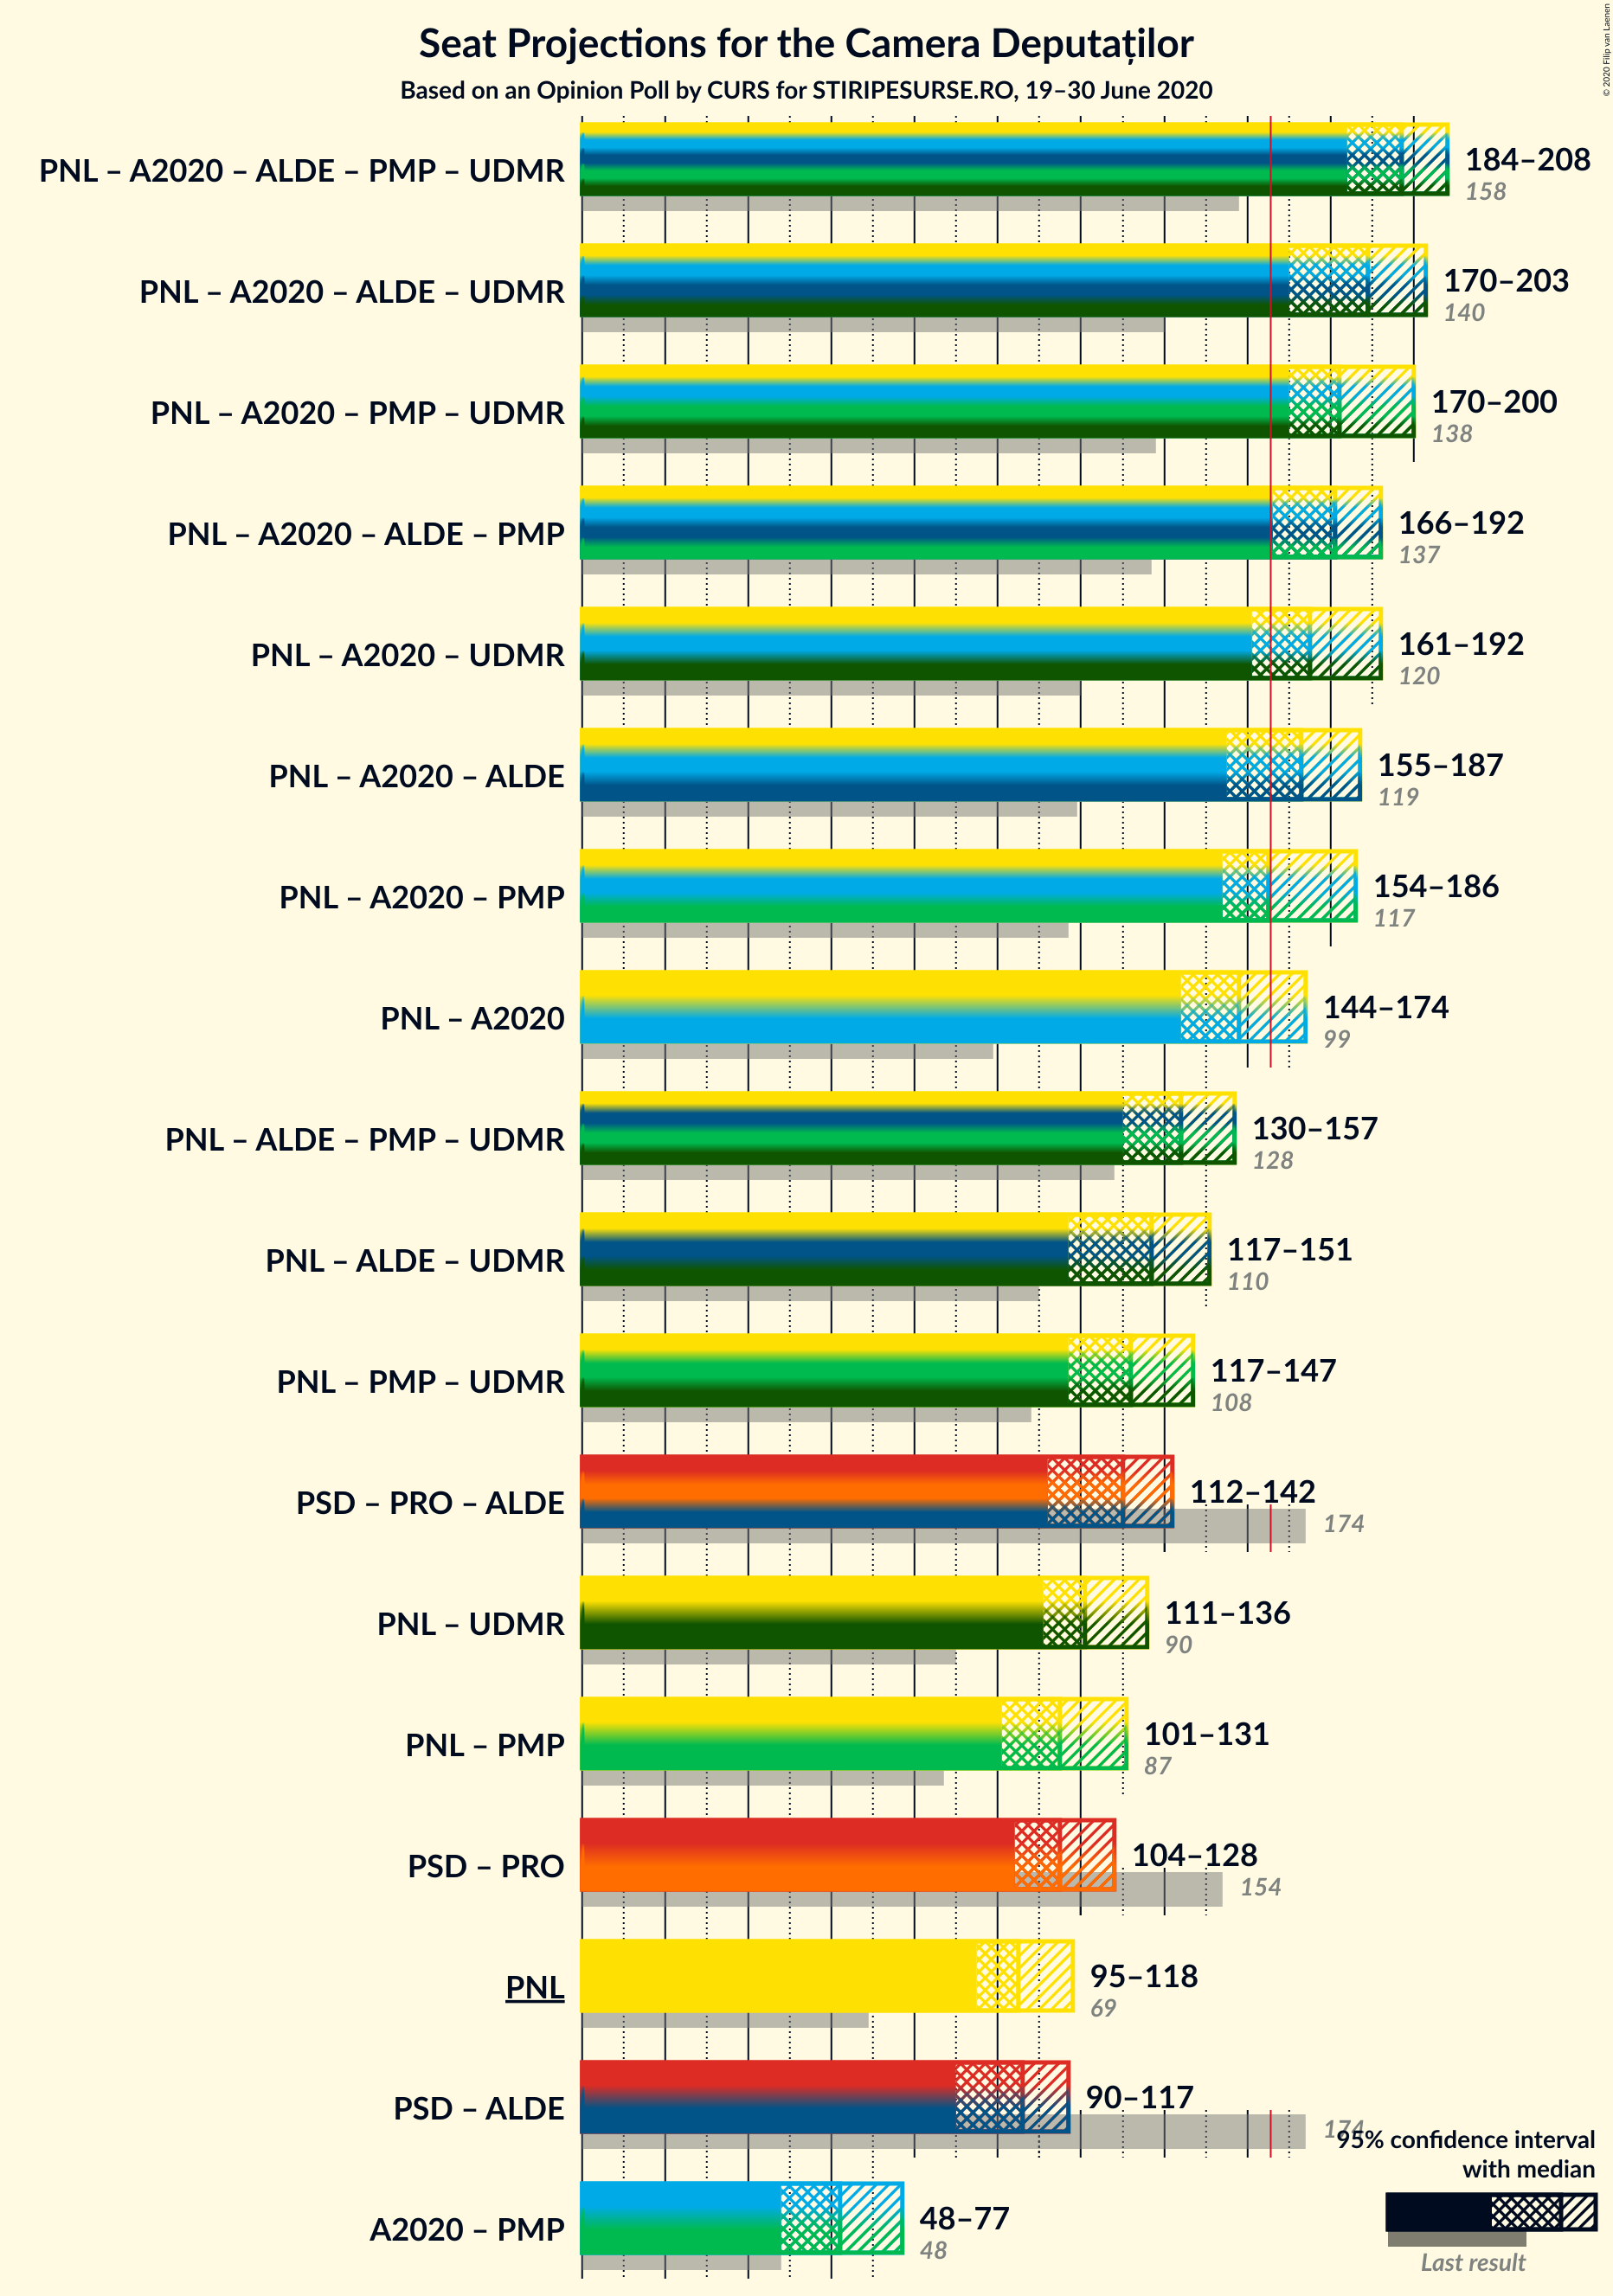 Seat Projections for the Camera Deputaților
Based on an Opinion Poll by CURS for STIRIPESURSE.RO, 19–30 June 2020
© 2020 Filip van Laenen
PNL – A2020 – ALDE – PMP – UDMR
184–208
158
PNL – A2020 – ALDE – UDMR
170–203
140
PNL – A2020 – PMP – UDMR
170–200
138
PNL – A2020 – ALDE – PMP
166–192
137
PNL – A2020 – UDMR
161–192
120
PNL – A2020 – ALDE
155–187
119
PNL – A2020 – PMP
154–186
117
PNL – A2020
144–174
99
PNL – ALDE – PMP – UDMR
130–157
128
PNL – ALDE – UDMR
117–151
110
PNL – PMP – UDMR
117–147
108
PSD – PRO – ALDE
112–142
174
PNL – UDMR
111–136
90
PNL – PMP
101–131
87
PSD – PRO
104–128
154
PNL
95–118
69
PSD – ALDE
90–117
174
A2020 – PMP
48–77
48
95% confidence interval
with median
Last result